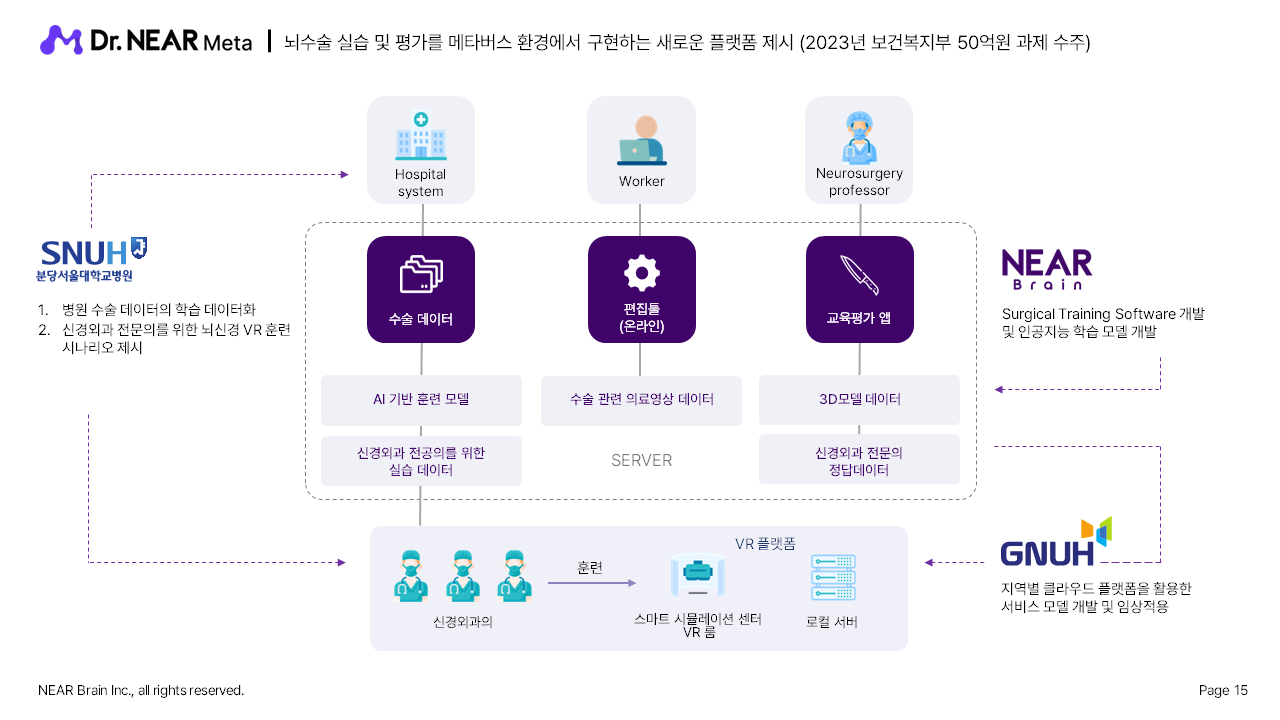 Dr. NEAR Meta
뇌수술 실습 및 평가를 메타버스 환경에서 구현하는 새로운 플랫폼 제시 (2023년 보건복지부 50억원 과제 수주)
Hospital
system
Worker
Neurosurgery
professor
SNUH
분당서울대학교병원
1. 병원 수술 데이터의 학습 데이터화
2. 신경외과 전문의를 위한 뇌신경 VR 훈련
시나리오 제시
수술 데이터
편집툴
(온라인)
교육평가 앱
NEAR
Brain
Surgical Training Software 개발
및 인공지능 학습 모델 개발
AI 기반 훈련 모델
수술 관련 의료영상 데이터
3D모델 데이터
신경외과 전공의를 위한
실습 데이터
SERVER
신경외과 전문의
정답데이터
VR 플랫폼
훈련
신경외과의
스마트 시뮬레이션 센터
VR 룸
로컬 서버
GNUH
지역별 클라우드 플랫폼을 활용한
서비스 모델 개발 및 임상적용
NEAR Brain Inc., all rights reserved.
Page 15